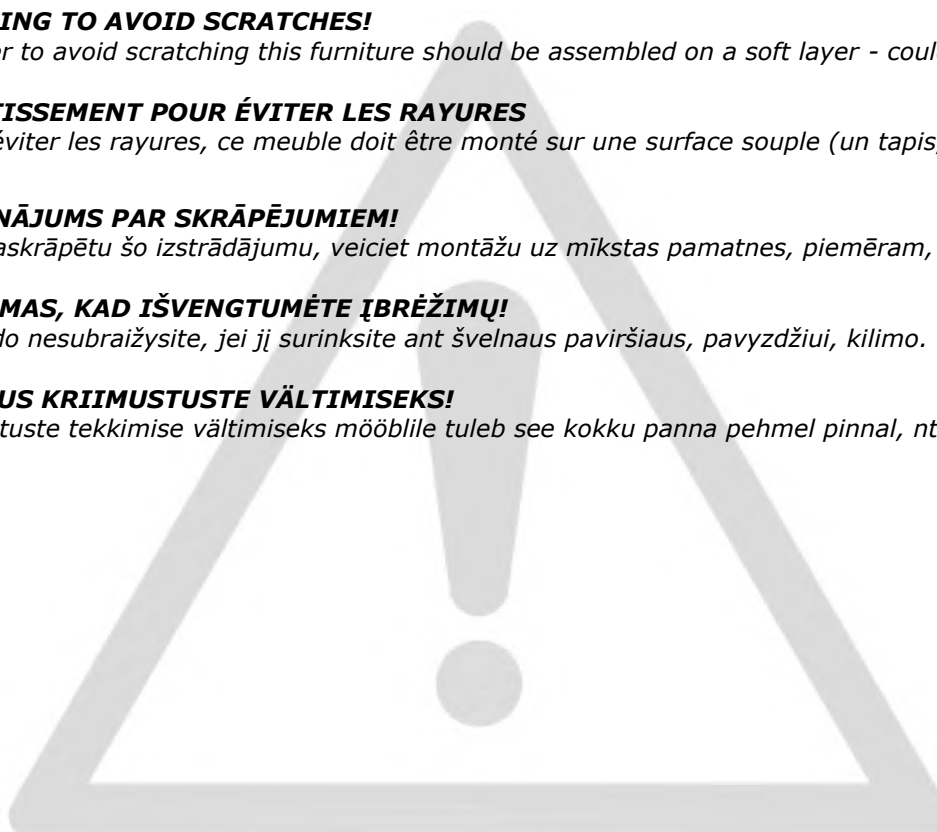 ING TO AVOID SCRATCHES!
er to avoid scratching this furniture should be assembled on a soft layer - coul
TISSEMENT POUR ÉVITER LES RAYURES
éviter les rayures, ce meuble doit être monté sur une surface souple (un tapis,
NĀJUMS PAR SKRĀPĒJUMIEM!
askrāpētu šo izstrādājumu, veiciet montāžu uz mīkstas pamatnes, piemēram,
MAS, KAD IŠVENGTUMĖTE ĮBRĖŽIMŲ!
do nesubraižysite, jei jį surinksite ant švelnaus paviršiaus, pavyzdžiui, kilimo.
US KRIIMUSTUSTE VÄLTIMISEKS!
tuste tekkimise vältimiseks mööblile tuleb see kokku panna pehmel pinnal, nt